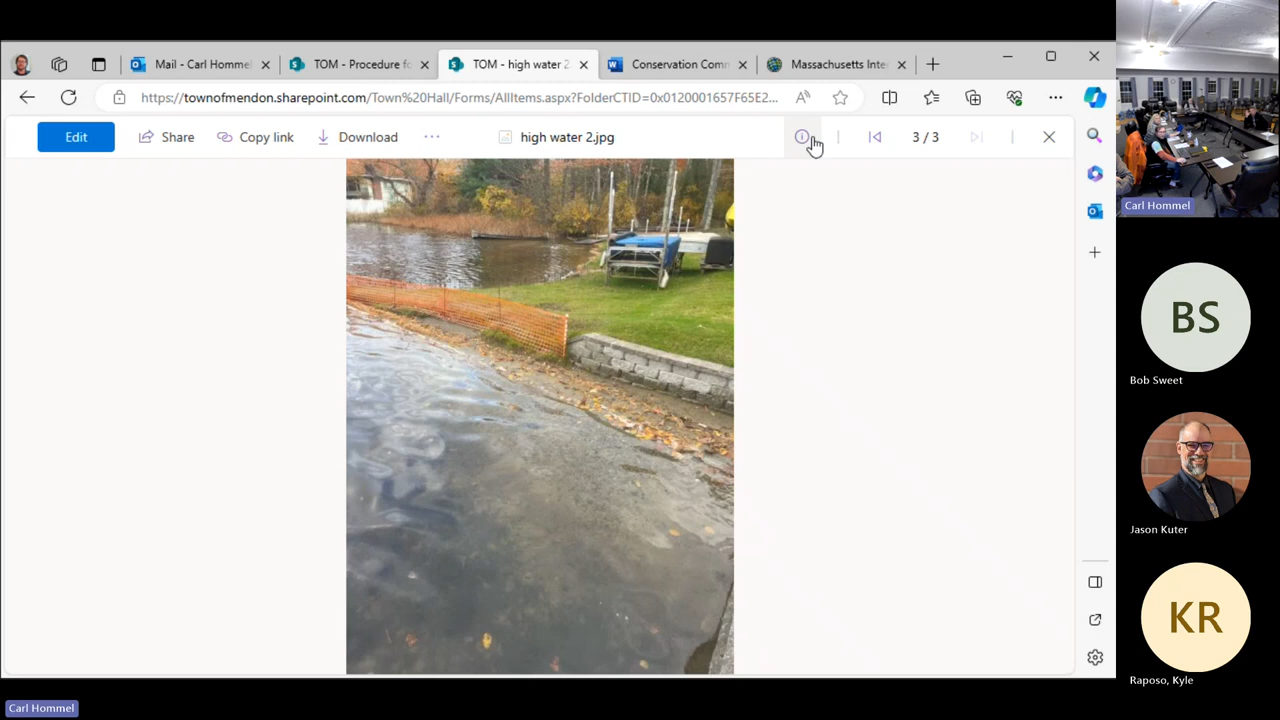 Mail - Carl Hommel
TOM - Procedure fo
TOM - high water 2
Conservation Comm
Massachusetts Inte
https://townofmendon.sharepoint.com/Town%20Hall/Forms/AllItems.aspx?FolderCTID=0x0120001657F65E2...
Edit
Share
Copy link
Download
high water 2.jpg
3 / 3
Carl Hommel
BS
Bob Sweet
Jason Kuter
KR
Raposo, Kyle
Carl Hommel